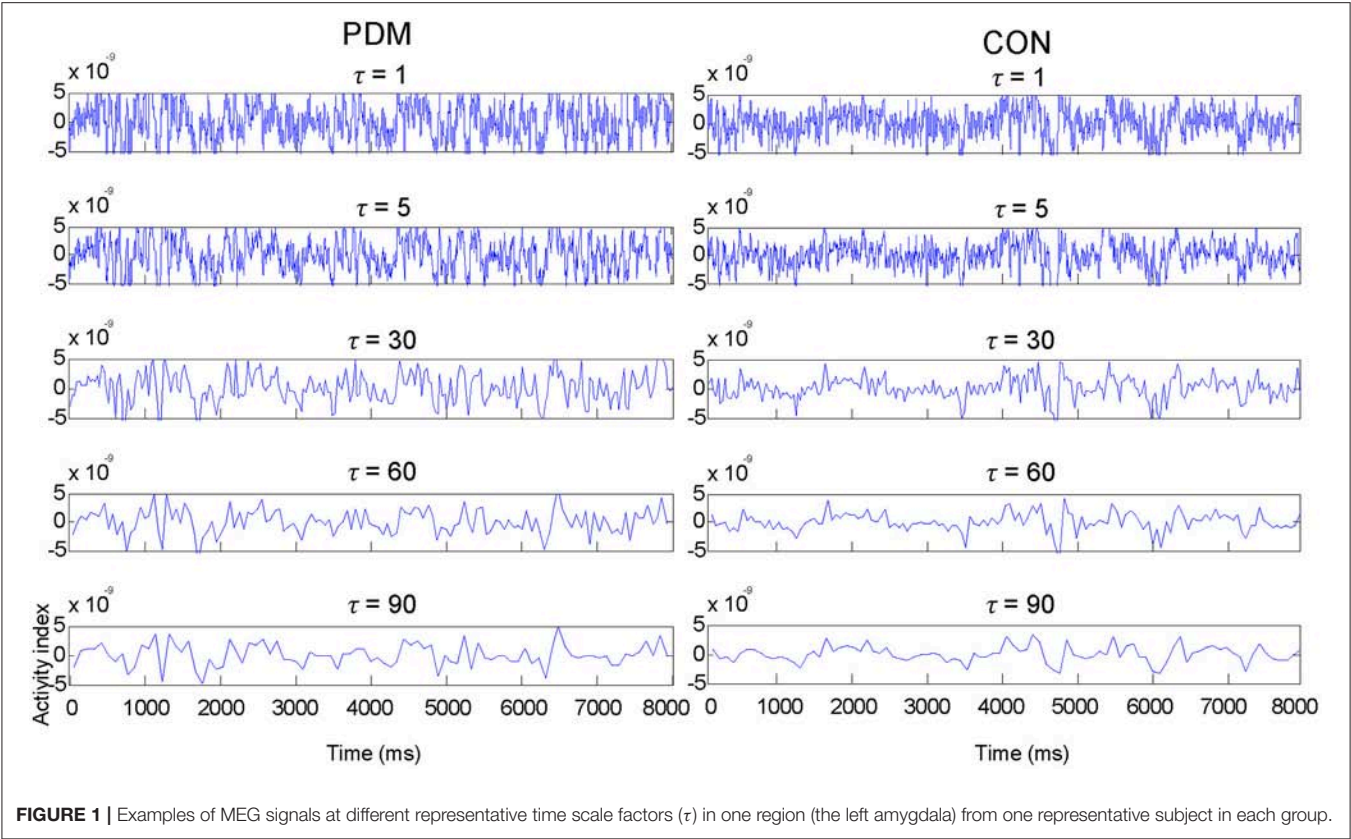 PDM
CON
x 10⁻⁹
τ = 1
x 10⁻⁹
τ = 1
5
0
-5
5
0
-5
x 10⁻⁹
τ = 5
x 10⁻⁹
τ = 5
5
0
-5
5
0
-5
x 10⁻⁹
τ = 30
x 10⁻⁹
τ = 30
5
0
-5
5
0
-5
x 10⁻⁹
τ = 60
x 10⁻⁹
τ = 60
5
0
-5
5
0
-5
x 10⁻⁹
τ = 90
x 10⁻⁹
τ = 90
5
0
-5
5
0
-5
Activity index
0 1000 2000 3000 4000 5000 6000 7000 8000
0 1000 2000 3000 4000 5000 6000 7000 8000
Time (ms)
Time (ms)
FIGURE 1 | Examples of MEG signals at different representative time scale factors (τ) in one region (the left amygdala) from one representative subject in each group.